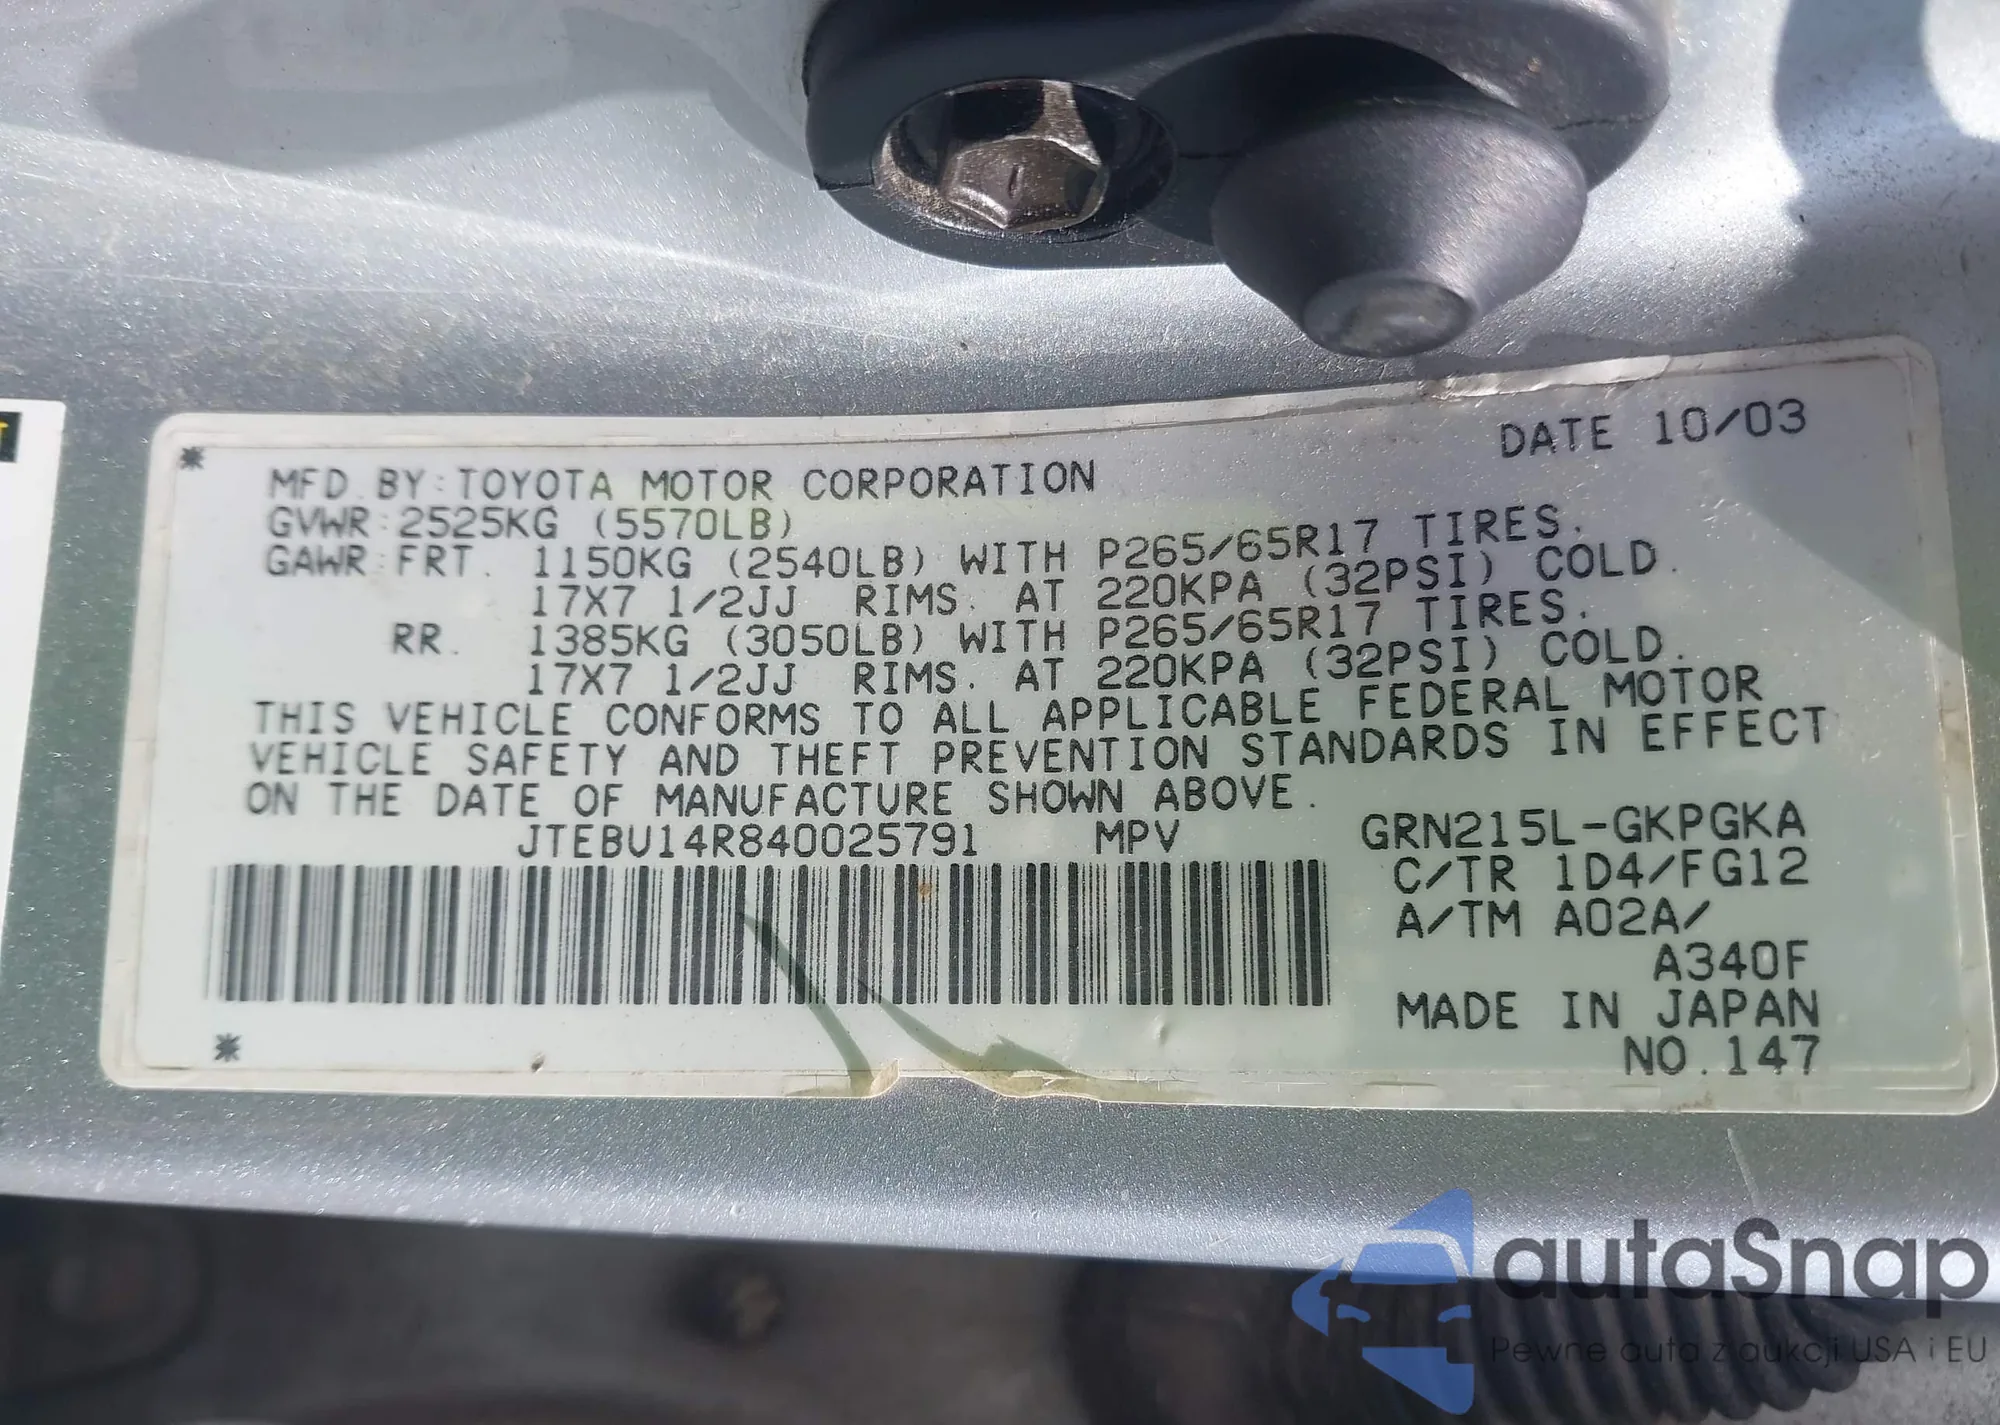 DATE 10/03
MFD. BY: TOYOTA MOTOR CORPORATION
GVWR: 2525KG (5570LB)
GAWR: FRT. 1150KG (2540LB) WITH P265/65R17 TIRES.
17X7 1/2JJ RIMS. AT 220KPA (32PSI) COLD.
RR. 1385KG (3050LB) WITH P265/65R17 TIRES.
17X7 1/2JJ RIMS. AT 220KPA (32PSI) COLD.
THIS VEHICLE CONFORMS TO ALL APPLICABLE FEDERAL MOTOR
VEHICLE SAFETY AND THEFT PREVENTION STANDARDS IN EFFECT
ON THE DATE OF MANUFACTURE SHOWN ABOVE.
JTEBU14R840025791 MPV GRN215L-GKPGKA
C/TR 1D4/FG12
A/TM A02A/
A340F
MADE IN JAPAN
NO.147
autaSnap
Pewne auta z aukcji USA i EU